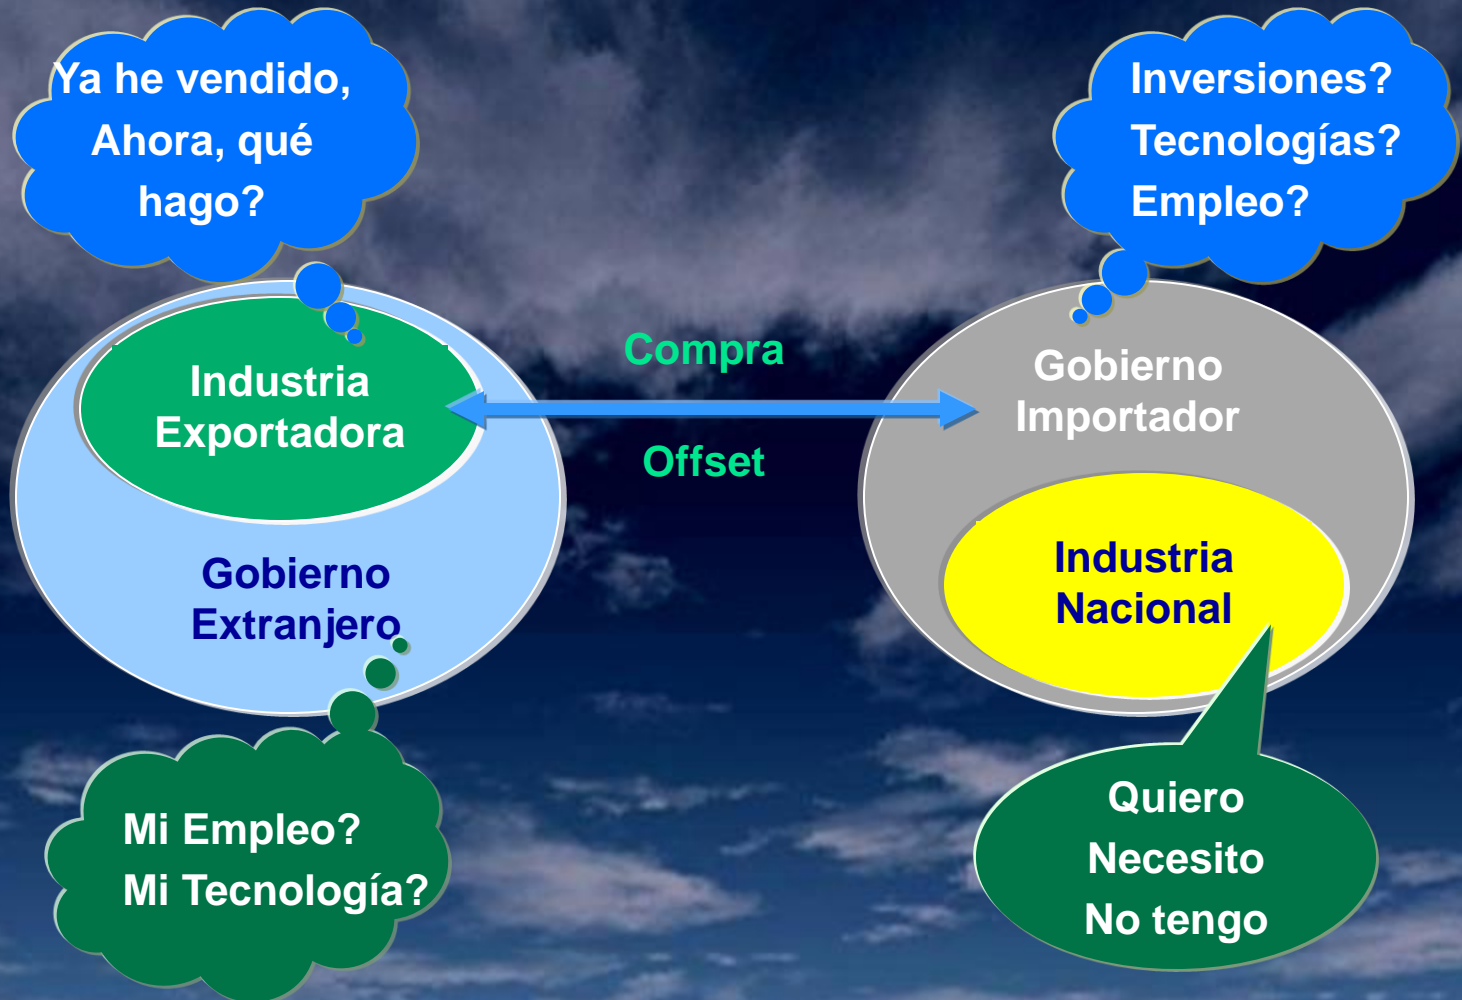 Ya he vendido,
Ahora, qué
hago?
Inversiones?
Tecnologías?
Empleo?
Industria
Exportadora
Compra
Offset
Gobierno
Importador
Gobierno
Extranjero
Industria
Nacional
Mi Empleo?
Mi Tecnología?
Quiero
Necesito
No tengo